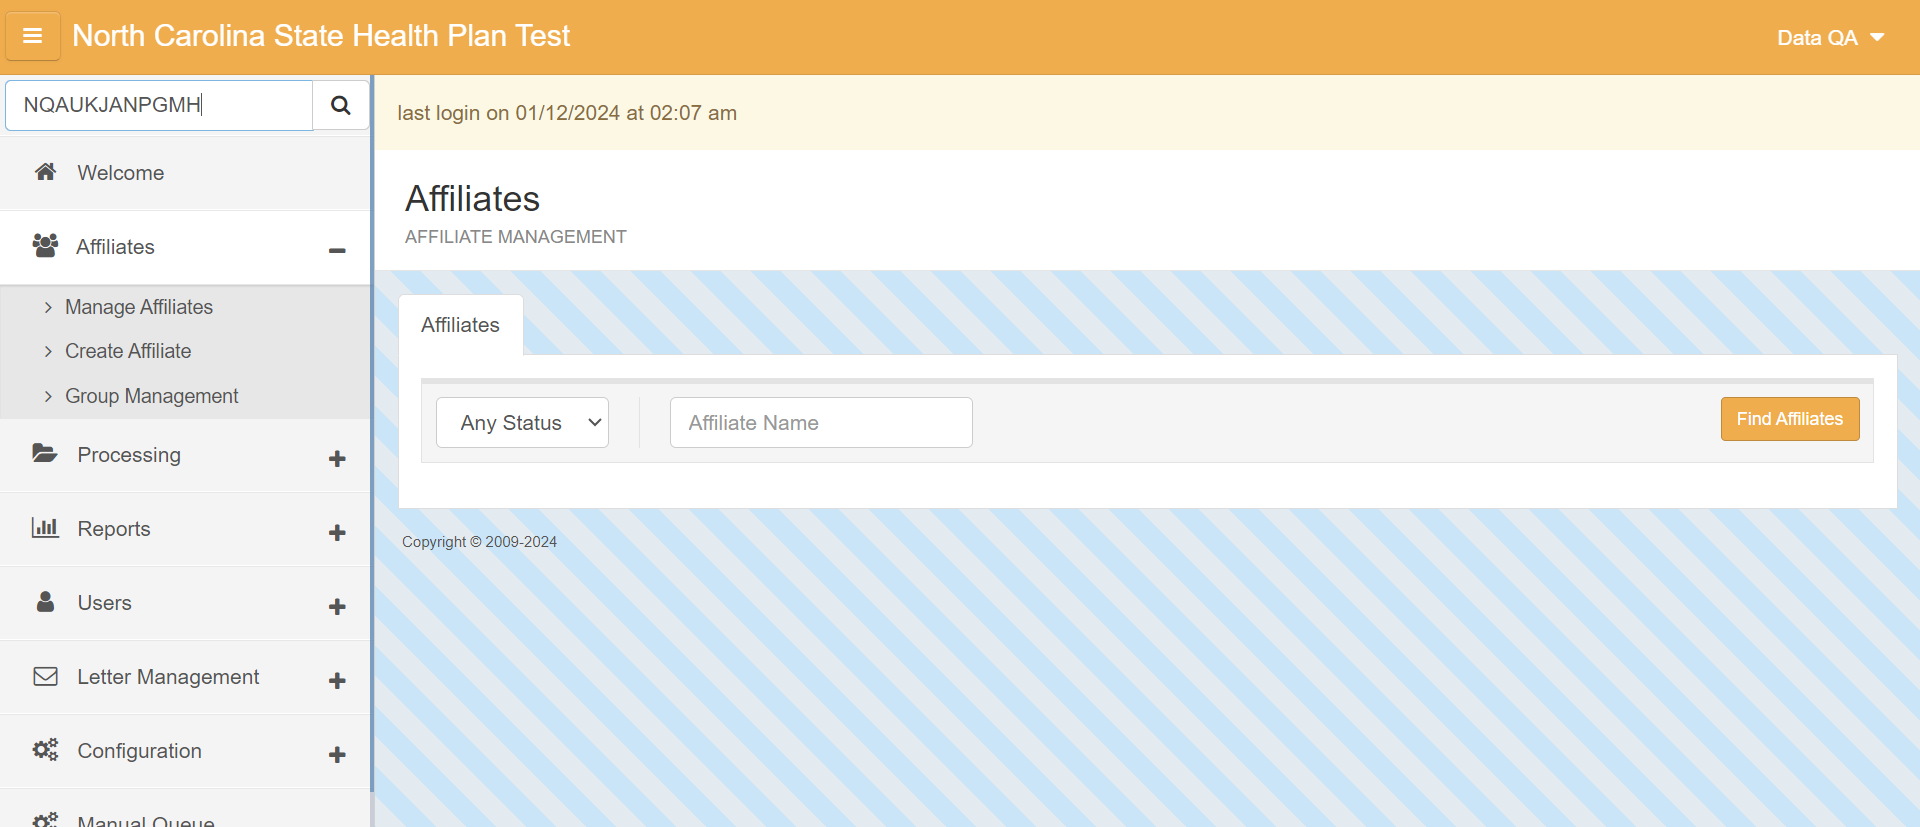 North Carolina State Health Plan Test
Data QA
NQAUKJANPGMH
Welcome
Affiliates
Manage Affiliates
Create Affiliate
Group Management
Processing
Reports
Users
Letter Management
Configuration
Manual Queue
last login on 01/12/2024 at 02:07 am
Affiliates
AFFILIATE MANAGEMENT
Affiliates
Any Status
Affiliate Name
Find Affiliates
Copyright © 2009-2024